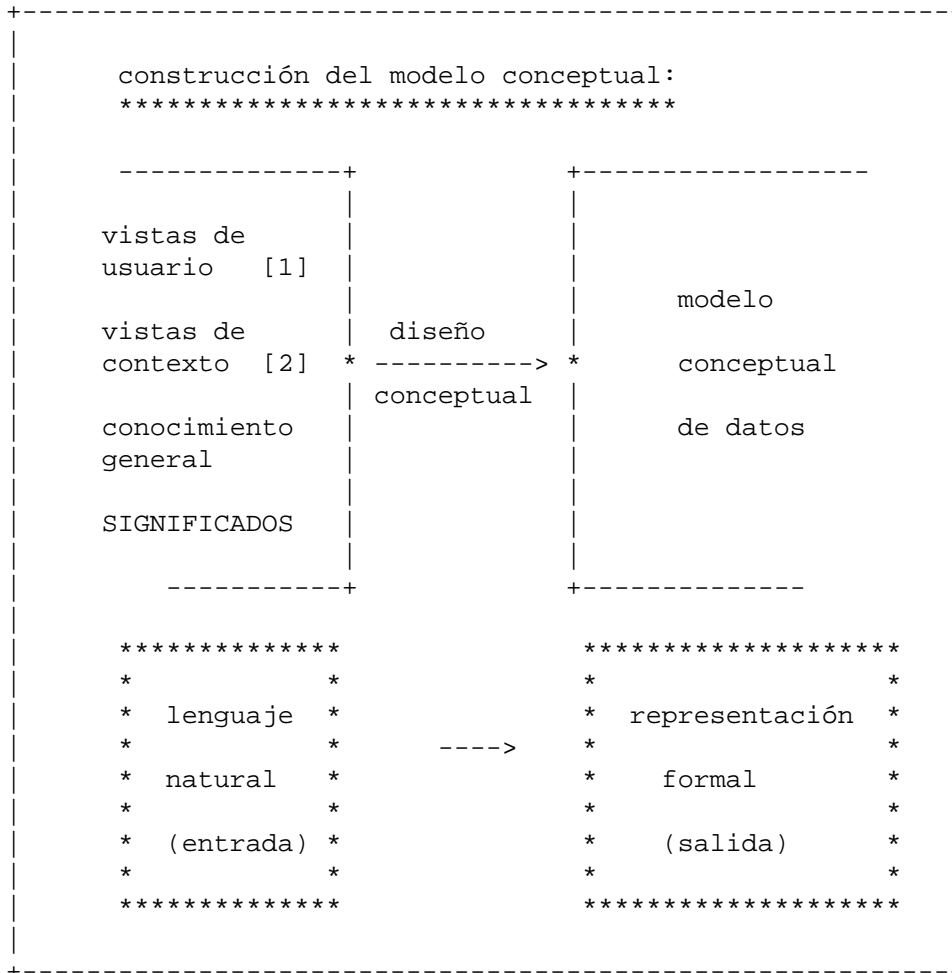 construcción del modelo conceptual:
***********************************
vistas de
usuario [1]
vistas de
contexto [2]
conocimiento
general
SIGNIFICADOS
diseño
* ----------> *
conceptual
modelo
conceptual
de datos
lenguaje
natural
(entrada)
---->
representación
formal
(salida)